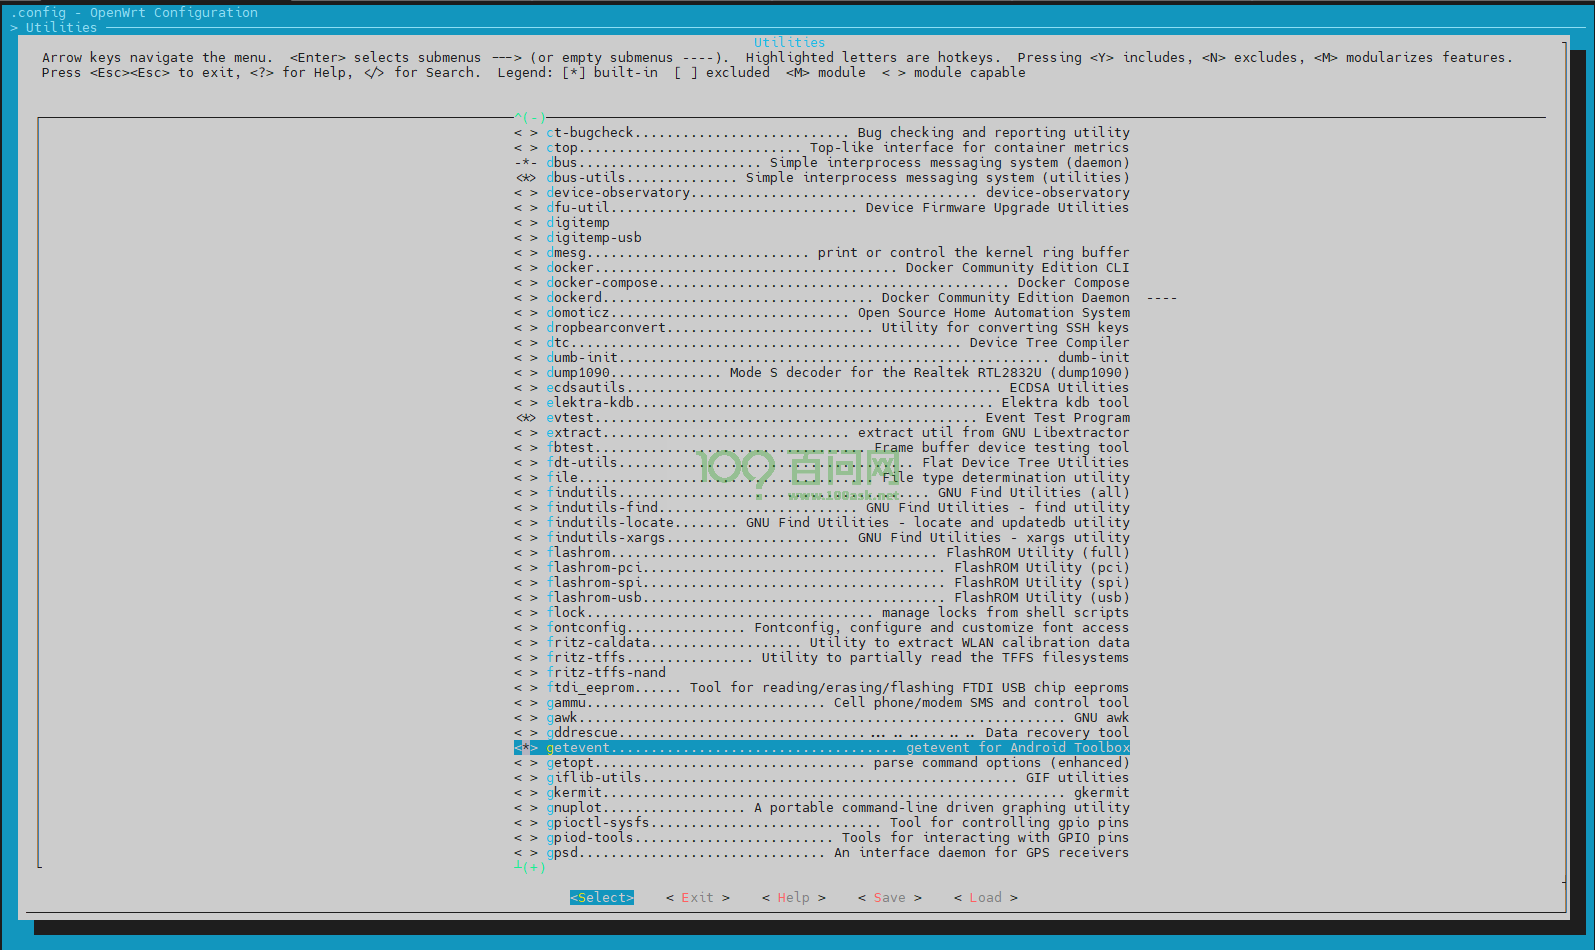 .config - OpenWrt Configuration
> Utilities
Utilities
Arrow keys navigate the menu.  <Enter> selects submenus ---> (or empty submenus ----).  Highlighted letters are hotkeys.  Pressing <Y> includes, <N> excludes, <M> modularizes features.
Press <Esc><Esc> to exit, <?> for Help, </> for Search.  Legend: [*] built-in  [ ] excluded  <M> module  < > module capable
^(-)
< > ct-bugcheck........................... Bug checking and reporting utility
< > ctop............................ Top-like interface for container metrics
-*- dbus....................... Simple interprocess messaging system (daemon)
<*> dbus-utils.............. Simple interprocess messaging system (utilities)
< > device-observatory.................................... device-observatory
< > dfu-util............................... Device Firmware Upgrade Utilities
< > digitemp
< > digitemp-usb
< > dmesg............................ print or control the kernel ring buffer
< > docker...................................... Docker Community Edition CLI
< > docker-compose............................................ Docker Compose
< > dockerd.................................. Docker Community Edition Daemon  ----
< > domoticz.............................. Open Source Home Automation System
< > dropbearconvert.......................... Utility for converting SSH keys
< > dtc................................................. Device Tree Compiler
< > dumb-init...................................................... dumb-init
< > dump1090.............. Mode S decoder for the Realtek RTL2832U (dump1090)
< > ecdsautils............................................... ECDSA Utilities
< > elektra-kdb............................................. Elektra kdb tool
<*> evtest................................................ Event Test Program
< > extract............................... extract util from GNU Libextractor
< > fbtest................................... Frame buffer device testing tool
< > fdt-utils..................................... Flat Device Tree Utilities
< > file..................................... File type determination utility
< > findutils....................................... GNU Find Utilities (all)
< > findutils-find......................... GNU Find Utilities - find utility
< > findutils-locate........ GNU Find Utilities - locate and updatedb utility
< > findutils-xargs....................... GNU Find Utilities - xargs utility
< > flashrom......................................... FlashROM Utility (full)
< > flashrom-pci...................................... FlashROM Utility (pci)
< > flashrom-spi...................................... FlashROM Utility (spi)
< > flashrom-usb...................................... FlashROM Utility (usb)
< > flock.................................... manage locks from shell scripts
< > fontconfig............... Fontconfig, configure and customize font access
< > fritz-caldata................... Utility to extract WLAN calibration data
< > fritz-tffs................ Utility to partially read the TFFS filesystems
< > fritz-tffs-nand
< > ftdi_eeprom...... Tool for reading/erasing/flashing FTDI USB chip eeproms
< > gammu.............................. Cell phone/modem SMS and control tool
< > gawk............................................................. GNU awk
< > gddrescue............................................. Data recovery tool
<*> getevent.................................... getevent for Android Toolbox
< > getopt.................................. parse command options (enhanced)
< > giflib-utils............................................... GIF utilities
< > gkermit.......................................................... gkermit
< > gnuplot.................. A portable command-line driven graphing utility
< > gpioctl-sysfs............................. Tool for controlling gpio pins
< > gpiod-tools......................... Tools for interacting with GPIO pins
< > gpsd............................... An interface daemon for GPS receivers
┴(+)
<Select>    < Exit >    < Help >    < Save >    < Load >
100? 百问网
www.100ask.net